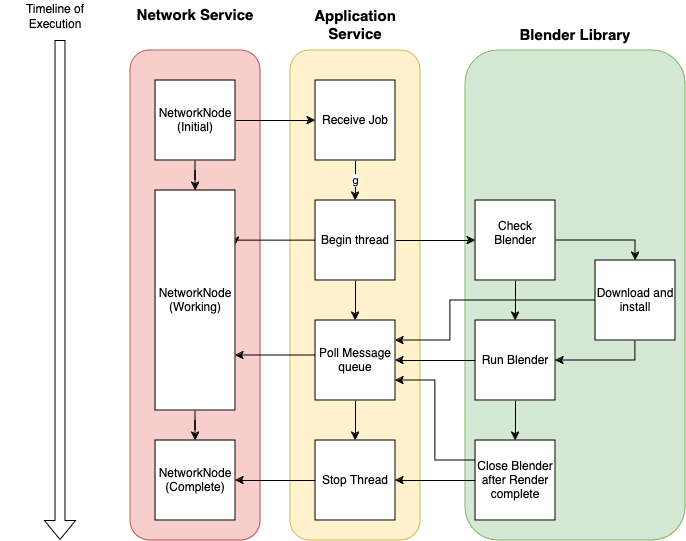 Timeline of
Execution
Network Service
Application
Service
Blender Library
NetworkNode
(Initial)
Receive Job
g
NetworkNode
(Working)
Begin thread
Check
Blender
Download and
install
Poll Message
queue
Run Blender
NetworkNode
(Complete)
Stop Thread
Close Blender
after Render
complete